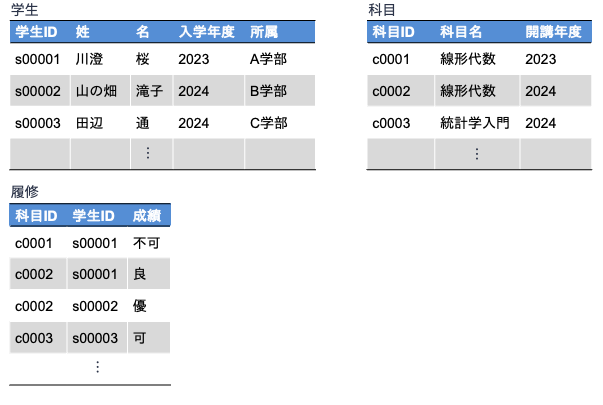 学生
学生ID 姓 名 入学年度 所属
s00001 川澄 桜 2023 A学部
s00002 山の畑 滝子 2024 B学部
s00003 田辺 通 2024 C学部
⋮
科目
科目ID 科目名 開講年度
c0001 線形代数 2023
c0002 線形代数 2024
c0003 統計学入門 2024
⋮
履修
科目ID 学生ID 成績
c0001 s00001 不可
c0002 s00001 良
c0002 s00002 優
c0003 s00003 可
⋮